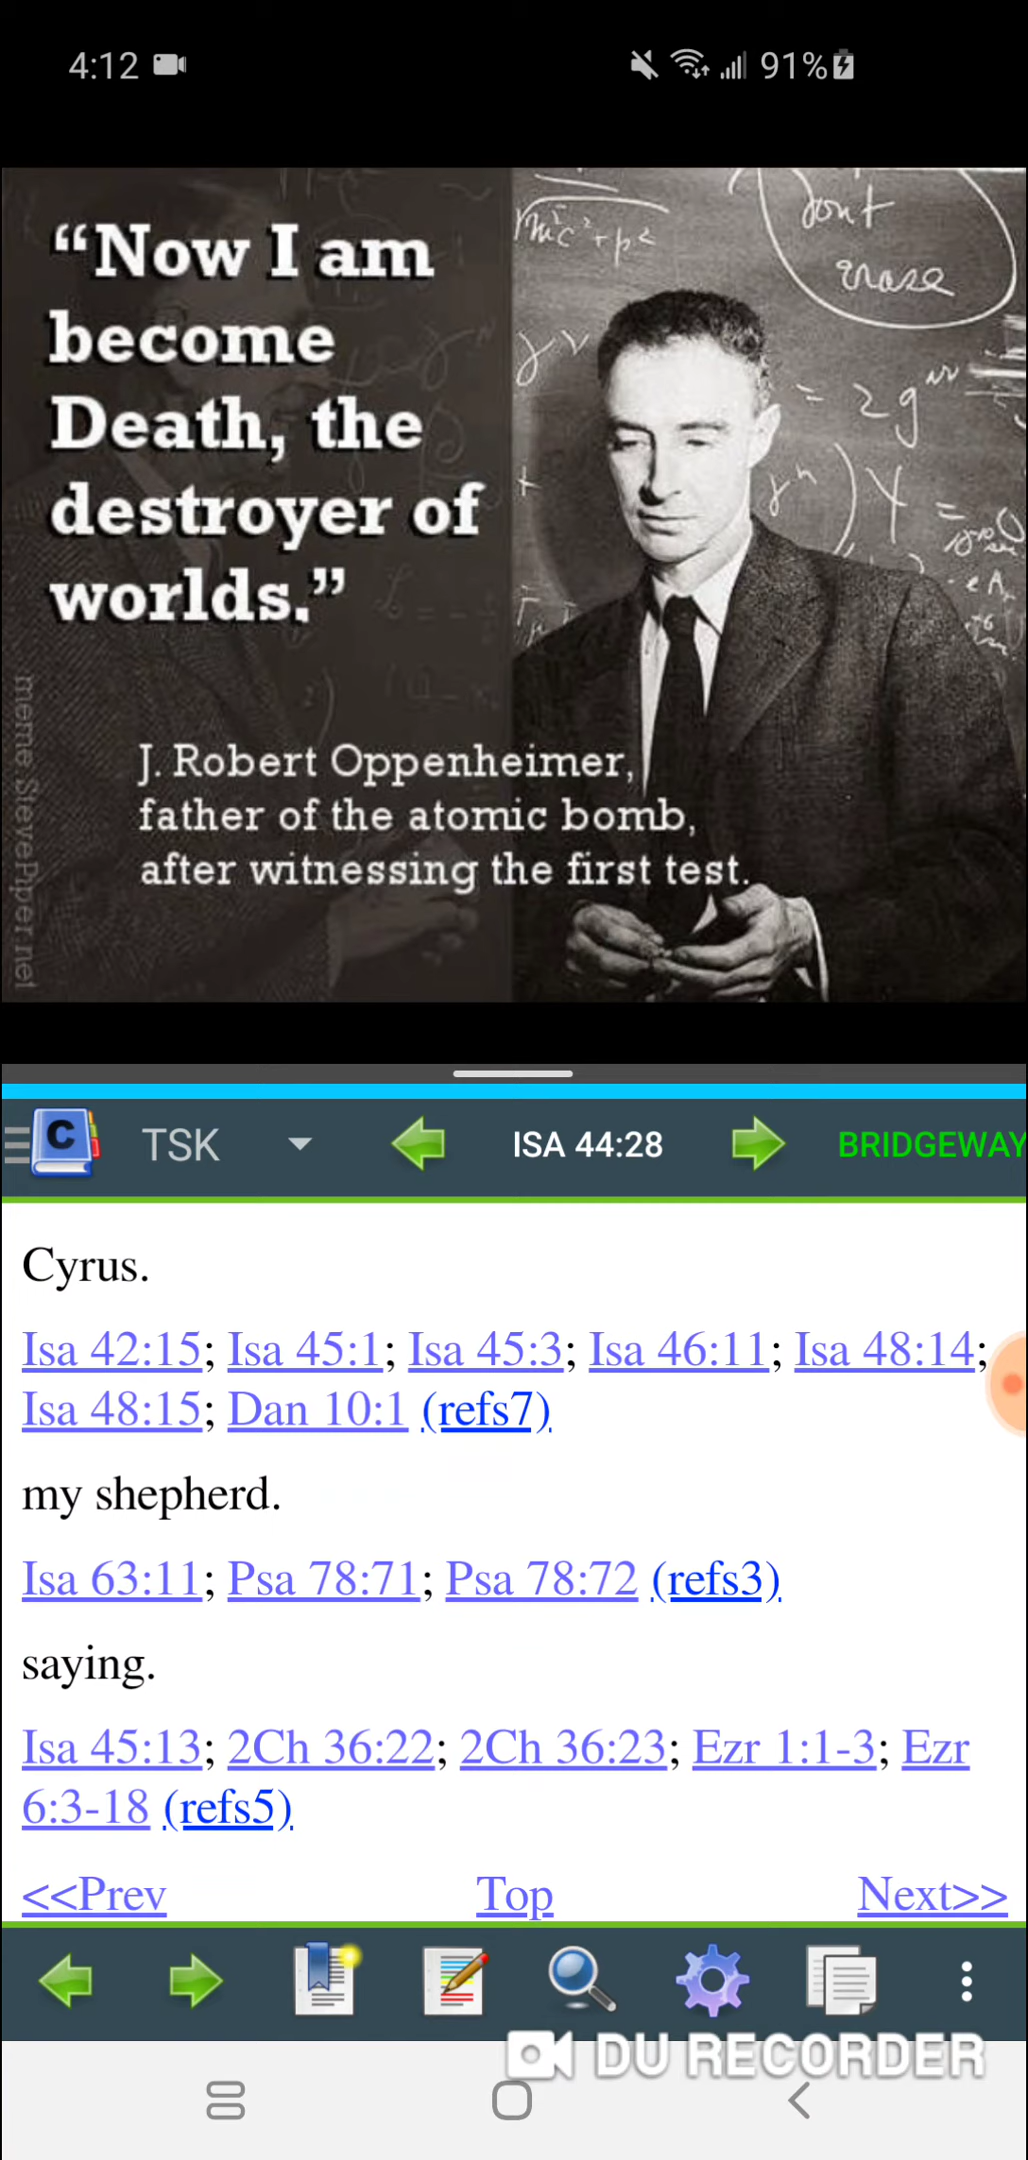 4:12
91%
“Now I am
become
Death, the
destroyer of
worlds.”
dont
erase
J. Robert Oppenheimer,
father of the atomic bomb,
after witnessing the first test.
meme StevePiper.net
C
TSK
ISA 44:28
BRIDGEWAY
Cyrus.
Isa 42:15; Isa 45:1; Isa 45:3; Isa 46:11; Isa 48:14;
Isa 48:15; Dan 10:1 (refs7)
my shepherd.
Isa 63:11; Psa 78:71; Psa 78:72 (refs3)
saying.
Isa 45:13; 2Ch 36:22; 2Ch 36:23; Ezr 1:1-3; Ezr
6:3-18 (refs5)
<<Prev
Top
Next>>
DU RECORDER